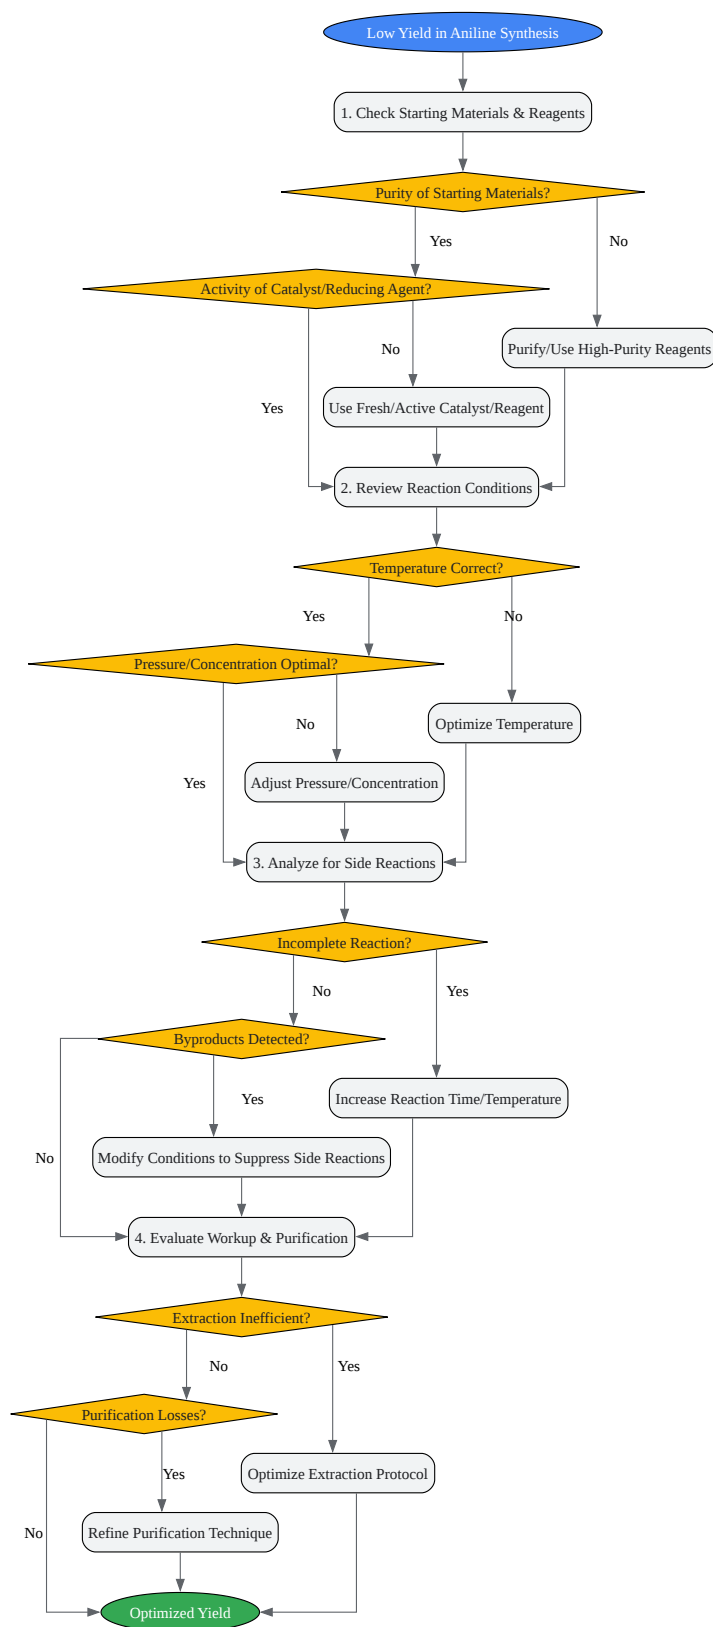 Low Yield in Aniline Synthesis
1. Check Starting Materials & Reagents
Purity of Starting Materials?
Yes
No
Activity of Catalyst/Reducing Agent?
No
Purify/Use High-Purity Reagents
Yes
Use Fresh/Active Catalyst/Reagent
2. Review Reaction Conditions
Temperature Correct?
Yes
No
Pressure/Concentration Optimal?
No
Optimize Temperature
Yes
Adjust Pressure/Concentration
3. Analyze for Side Reactions
Incomplete Reaction?
No
Yes
Byproducts Detected?
Yes
Increase Reaction Time/Temperature
No
Modify Conditions to Suppress Side Reactions
4. Evaluate Workup & Purification
Extraction Inefficient?
No
Yes
Purification Losses?
Yes
Optimize Extraction Protocol
No
Refine Purification Technique
Optimized Yield